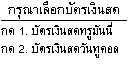 กรุณาเลือกบัตรเงินสด
กด 1. บัตรเงินสดทรูมันนี่
กด 2. บัตรเงินสดวันทูคอล